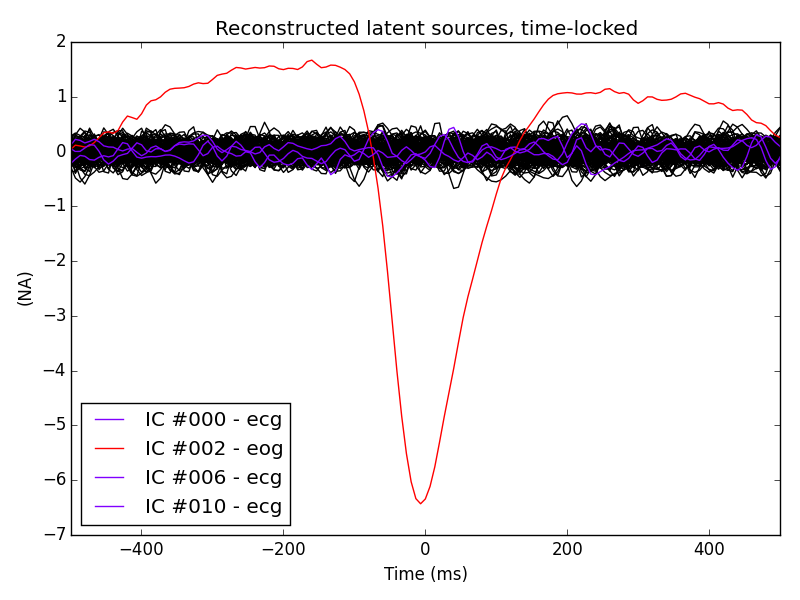 Reconstructed latent sources, time-locked
2
1
0
−1
−2
−3
−4
−5
−6
−7
(NA)
IC #000 - ecg
IC #002 - eog
IC #006 - ecg
IC #010 - ecg
−400
−200
0
200
400
Time (ms)